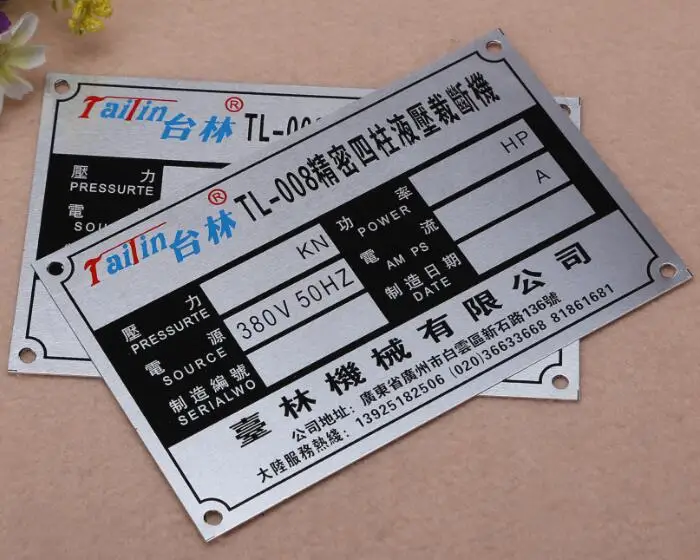 TaiTin台林® TL-008精密四柱液壓裁斷機
壓力 PRESSURTE KN 功率 POWER HP
電源 SOURCE 380V 50HZ 電流 AM PS A
制造編號 SERIALWO 制造日期 DATE
臺林機械有限公司
公司地址: 廣東省廣州市白雲區新石路136號
大陸服務熱綫: 13925182506 (020)36633668 81861681
TaiTin台林® TL-00
壓力
PRESSURTE
電
SOU